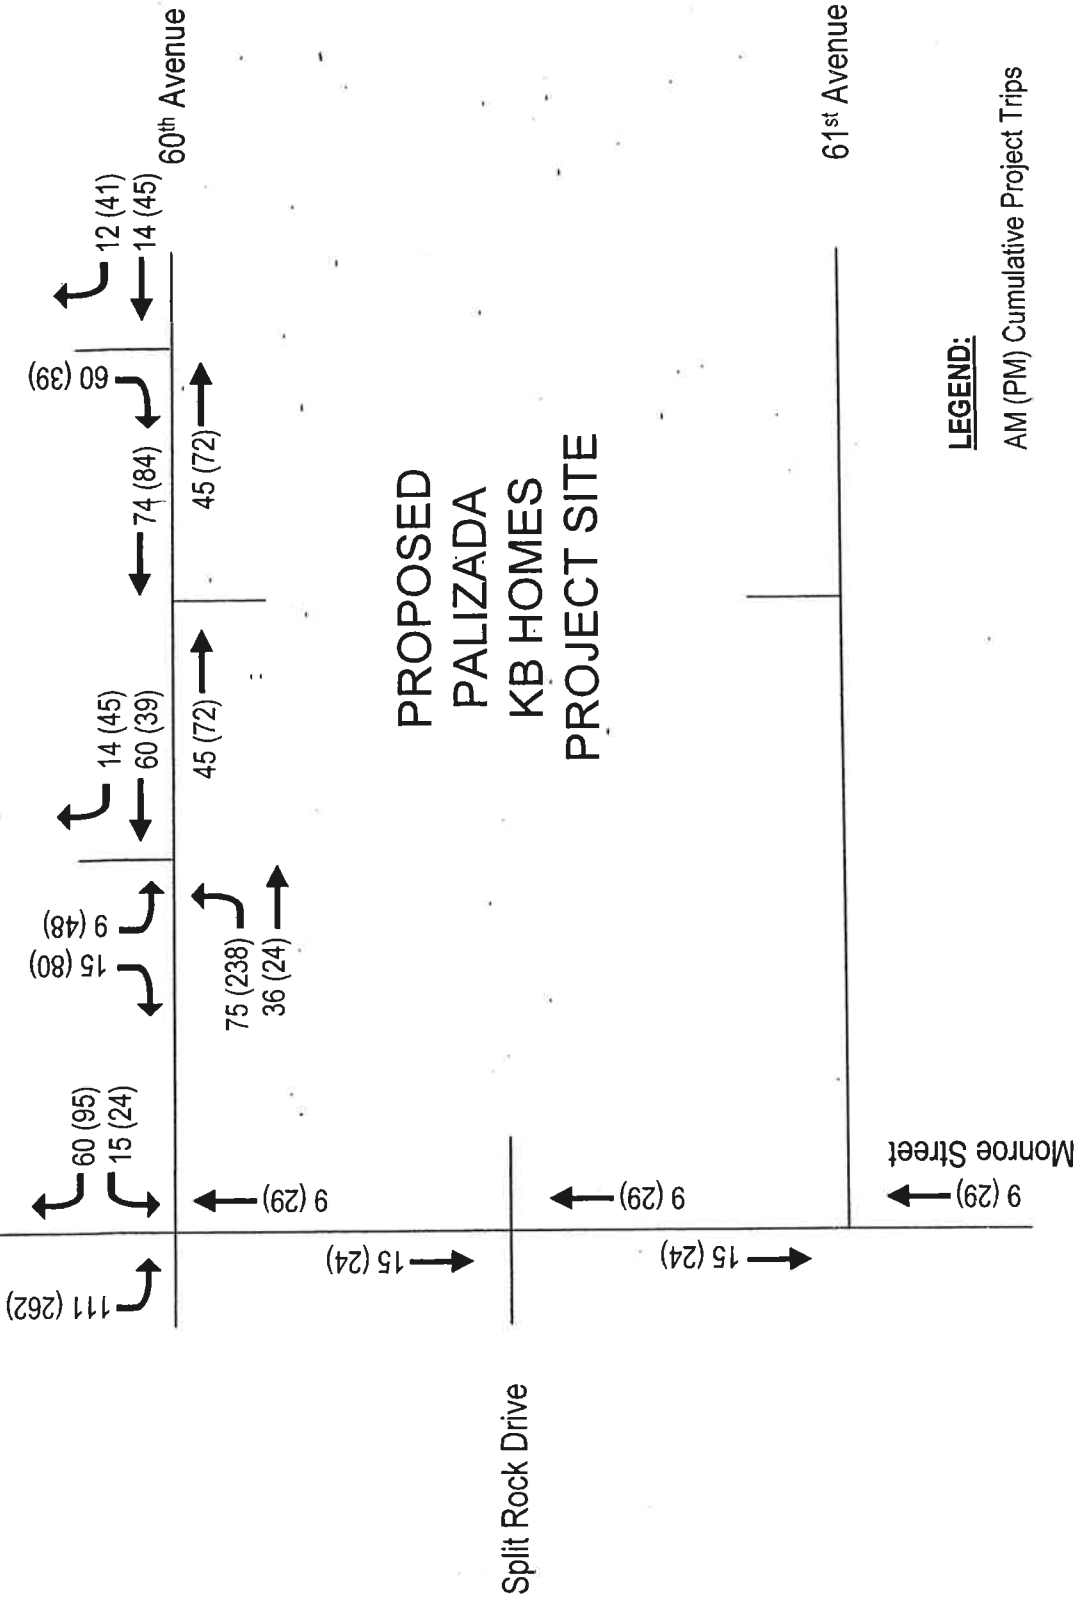 60th Avenue
12 (41)
14 (45)
60 (39)
74 (84)
45 (72)
14 (45)
60 (39)
45 (72)
9 (48)
15 (80)
75 (238)
36 (24)
60 (95)
15 (24)
111 (262)
9 (29)
15 (24)
9 (29)
15 (24)
9 (29)
Monroe Street
Split Rock Drive
PROPOSED
PALIZADA
KB HOMES
PROJECT SITE
61st Avenue
LEGEND:
AM (PM) Cumulative Project Trips